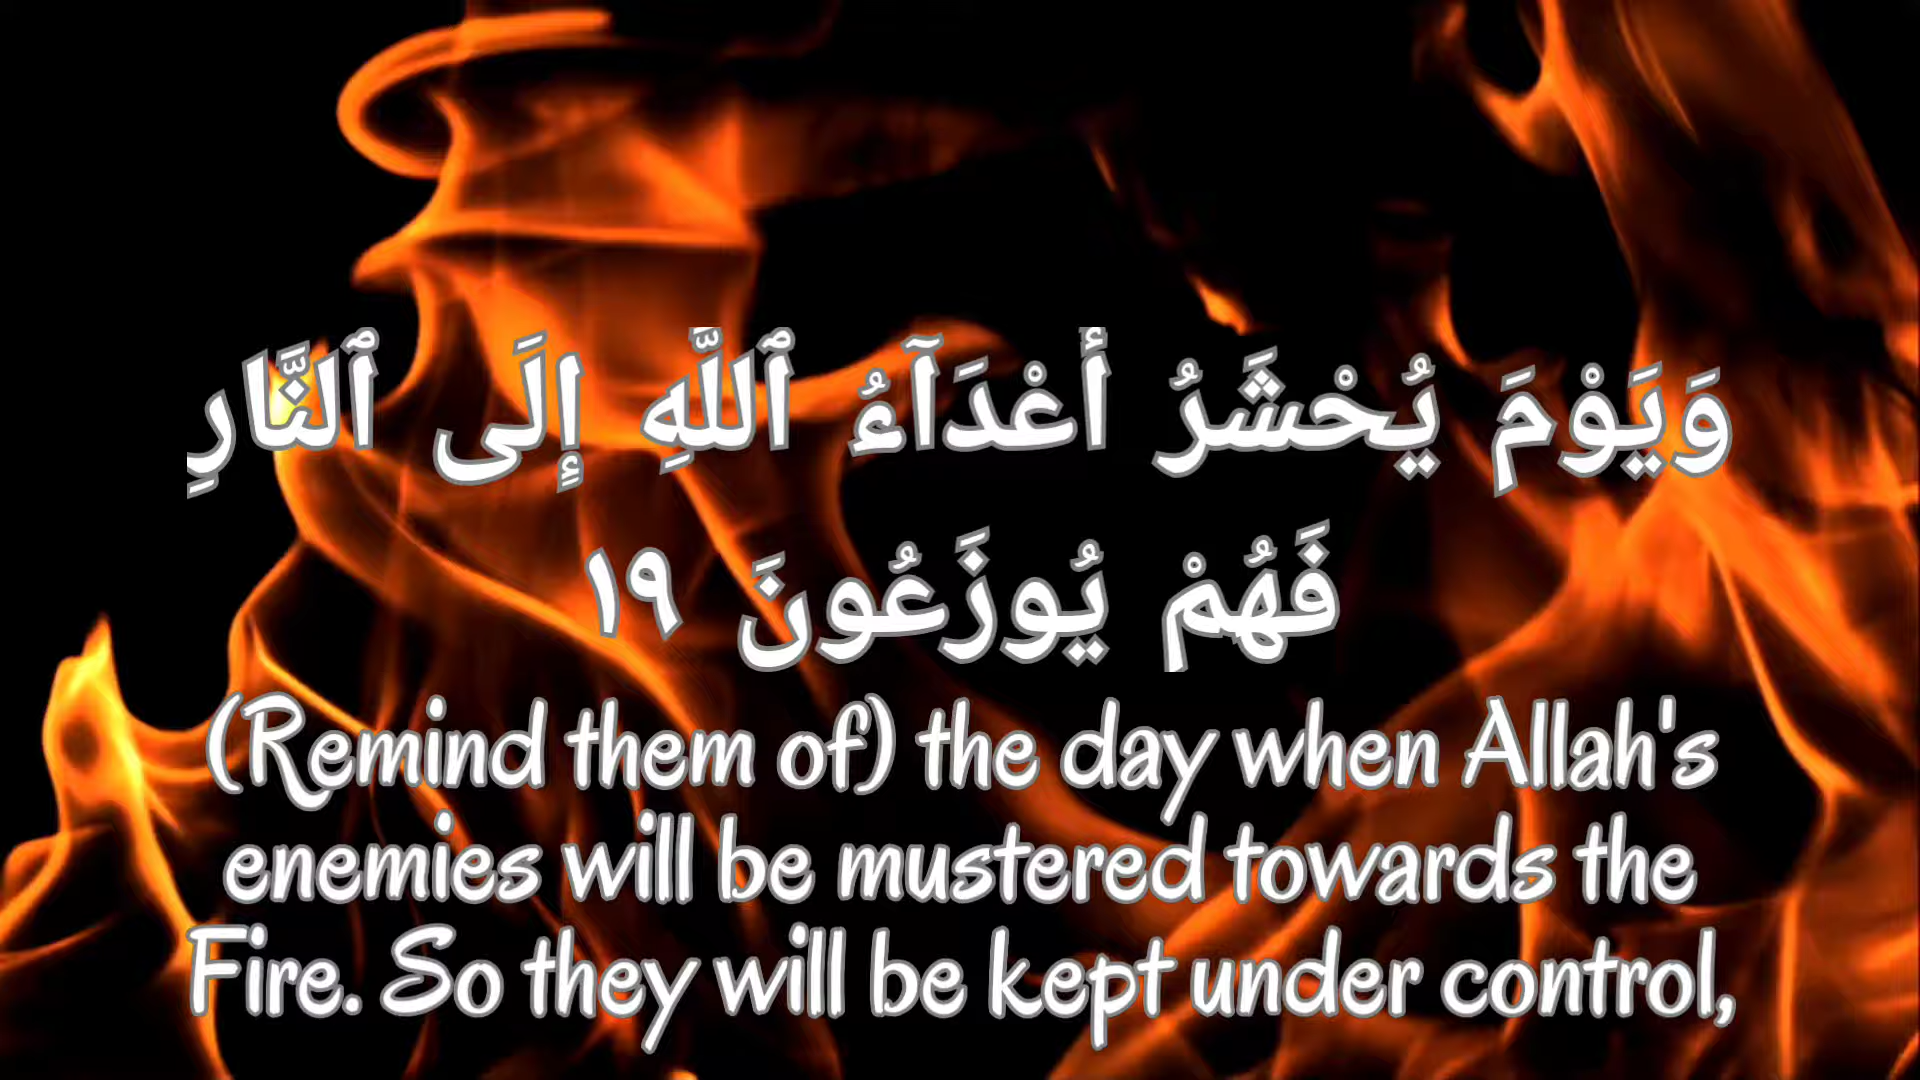 وَيَوْمَ يُحْشَرُ أَعْدَآءُ ٱللَّهِ إِلَى ٱلنَّارِ
فَهُمْ يُوزَعُونَ ١٩
(Remind them of) the day when Allah's
enemies will be mustered towards the
Fire. So they will be kept under control,